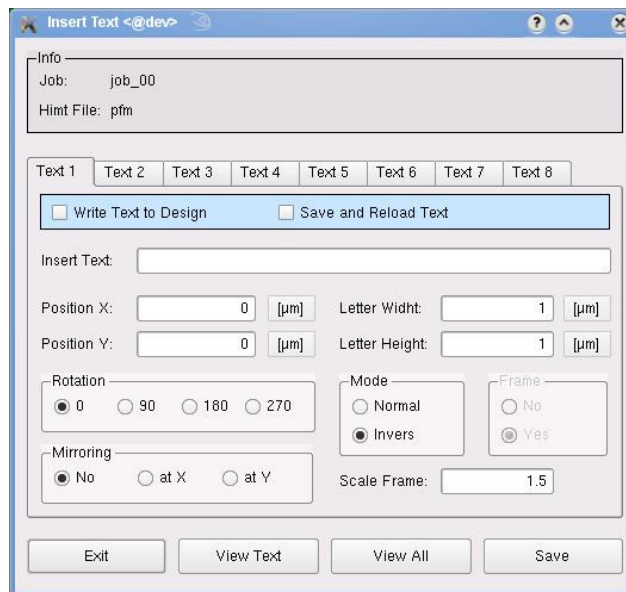 Insert Text <@dev>
Info
Job: job_00
Himt File: pfm
Text 1 Text 2 Text 3 Text 4 Text 5 Text 6 Text 7 Text 8
Write Text to Design Save and Reload Text
Insert Text:
Position X: 0 [µm] Letter Widht: 1 [µm]
Position Y: 0 [µm] Letter Height: 1 [µm]
Rotation Mode Frame
0 90 180 270 Normal No
Invers Yes
Mirroring
No at X at Y Scale Frame: 1.5
Exit View Text View All Save